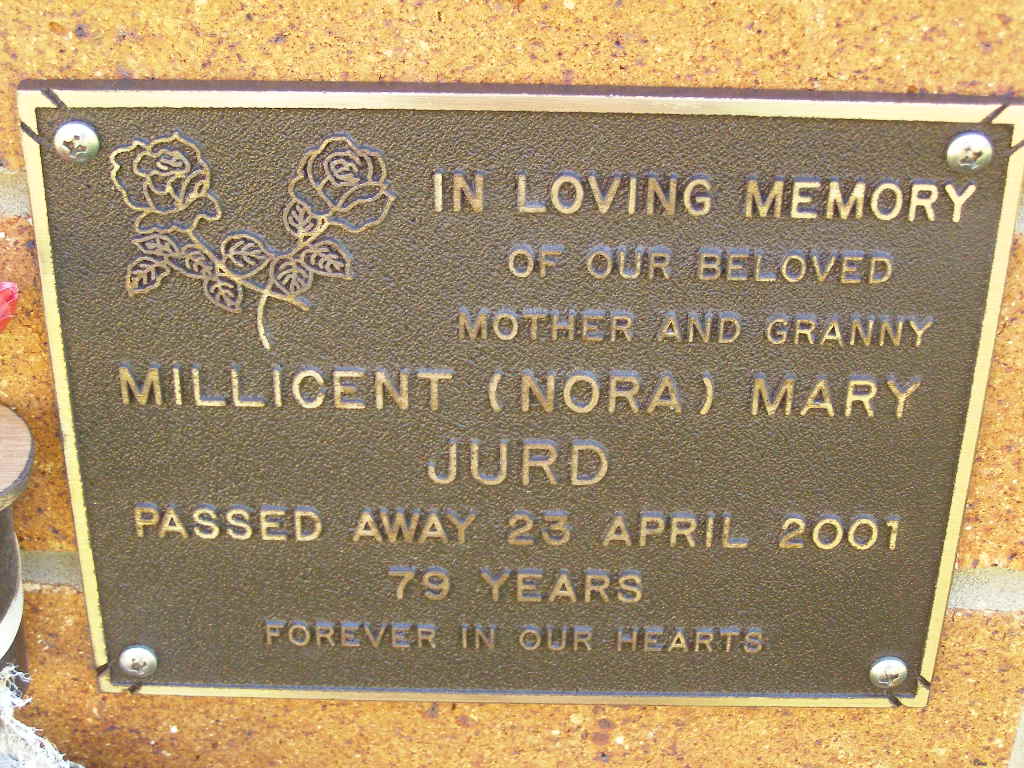 IN LOVING MEMORY
OF OUR BELOVED
MOTHER AND GRANNY
MILLICENT (NORA) MARY
JURD
PASSED AWAY 23 APRIL 2001
79 YEARS
FOREVER IN OUR HEARTS